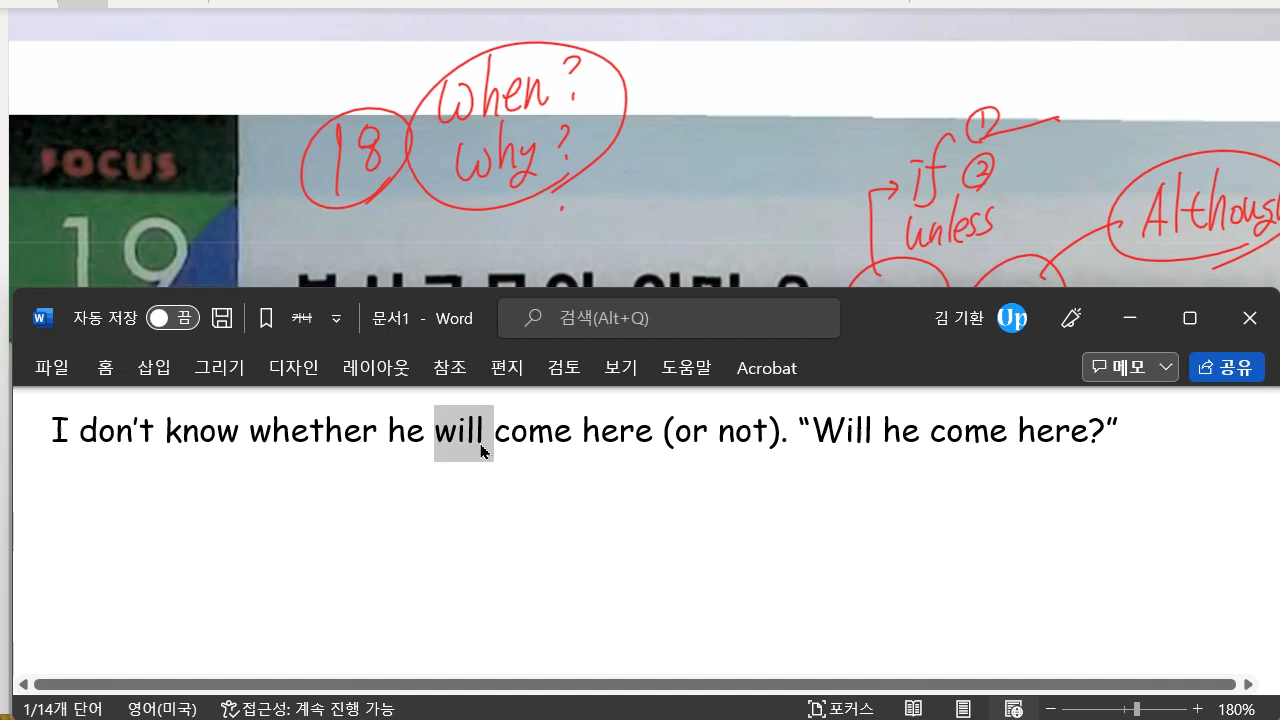 when?
18 why?
FOCUS
19
if ①
②
unless
자동 저장 끔 문서1 - Word 검색(Alt+Q) 김 기환 Up
파일 홈 삽입 그리기 디자인 레이아웃 참조 편지 검토 보기 도움말 Acrobat 메모 공유
I don’t know whether he will come here (or not). “Will he come here?”
1/14개 단어 영어(미국) 접근성: 계속 진행 가능 포커스 180%